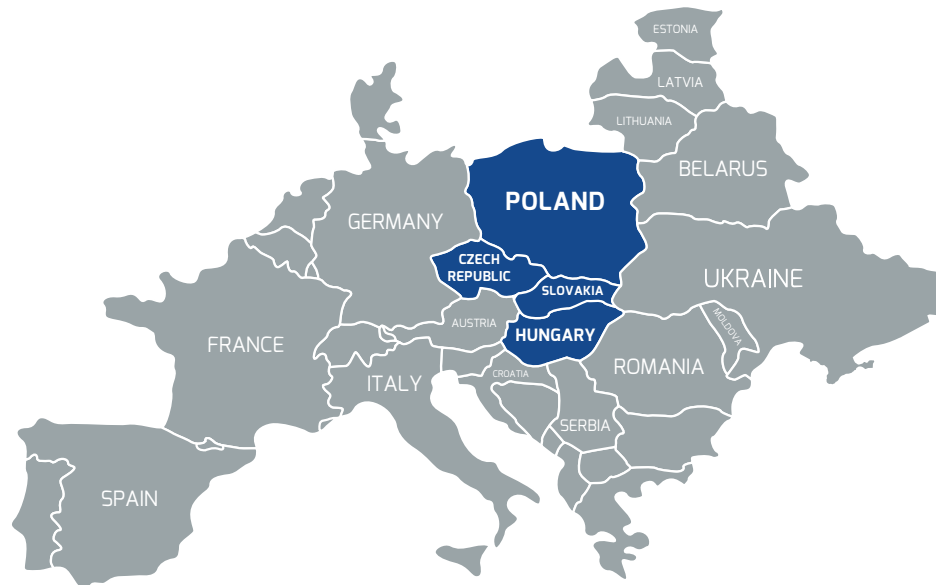 ESTONIA
LATVIA
LITHUANIA
BELARUS
POLAND
GERMANY
CZECH
REPUBLIC
UKRAINE
SLOVAKIA
AUSTRIA
HUNGARY
MOLDOVA
FRANCE
ROMANIA
CROATIA
ITALY
SERBIA
SPAIN